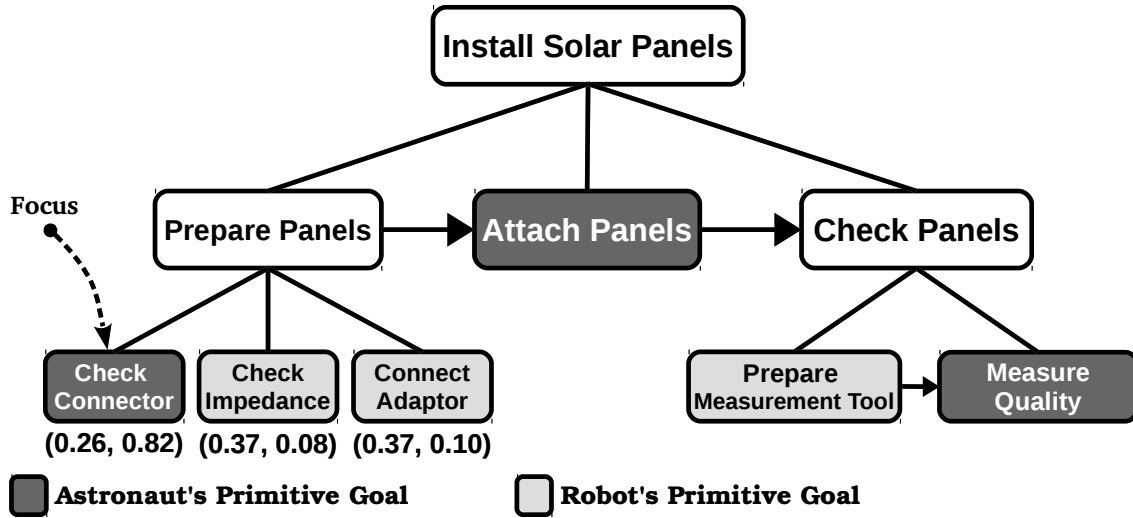 Install Solar Panels
Focus
Prepare Panels
Attach Panels
Check Panels
Check
Connector
Check
Impedance
Connect
Adaptor
Prepare
Measurement Tool
Measure
Quality
(0.26, 0.82)
(0.37, 0.08)
(0.37, 0.10)
Astronaut's Primitive Goal
Robot's Primitive Goal